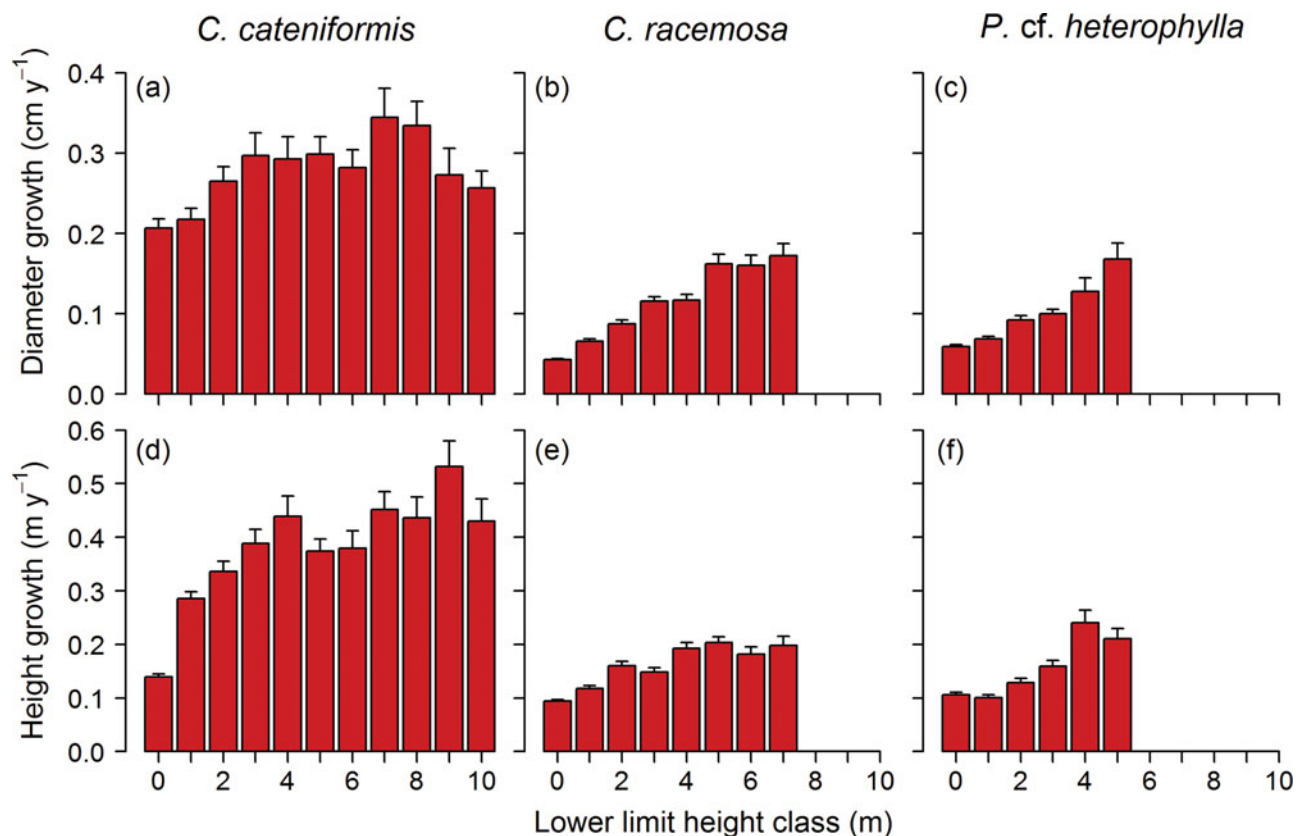 C. cateniformis C. racemosa P. cf. heterophylla
Diameter growth (cm y⁻¹)
0.4
0.3
0.2
0.1
0.0
(a) (b) (c)
Height growth (m y⁻¹)
0.6
0.5
0.4
0.3
0.2
0.1
0.0
(d) (e) (f)
0 2 4 6 8 10 0 2 4 6 8 10 0 2 4 6 8 10
Lower limit height class (m)